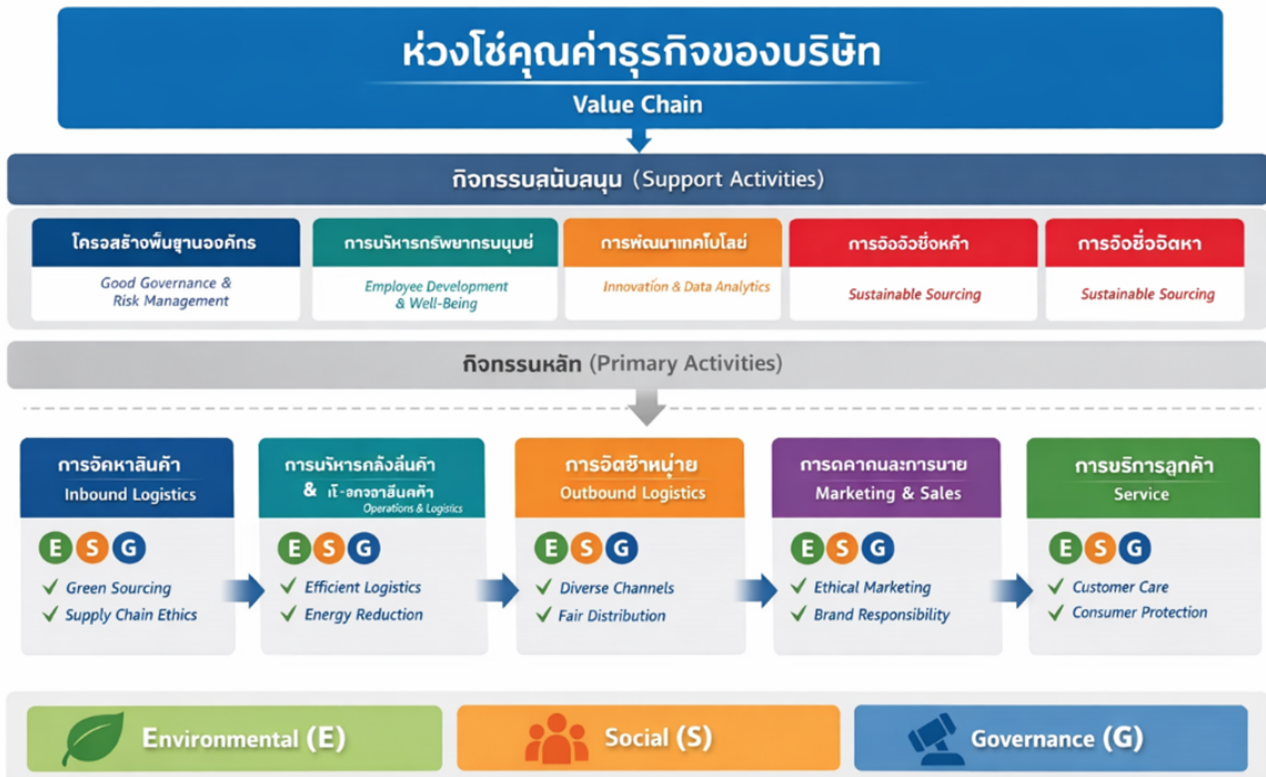 ห่วงโซ่คุณค่าธุรกิจของบริษัท
Value Chain
กิจทรรบสนับสนุน (Support Activities)
โครอสร้างพื้นฐานองค์กร
Good Governance &
Risk Management
การบริหารทรัพยากรมนุษย์
Employee Development
& Well-Being
การพัฒนาเทคโบโลย่
Innovation & Data Analytics
Sustainable Sourcing
Sustainable Sourcing
กิจทรรนหลัท (Primary Activities)
การจัดหาสินค้า
Inbound Logistics
E S G
Green Sourcing
Supply Chain Ethics
การบริหารคลังสินค้า
&
Operations & Logistics
E S G
Efficient Logistics
Energy Reduction
Outbound Logistics
E S G
Diverse Channels
Fair Distribution
Marketing & Sales
E S G
Ethical Marketing
Brand Responsibility
การบริการลูกค้า
Service
E S G
Customer Care
Consumer Protection
Environmental (E)
Social (S)
Governance (G)